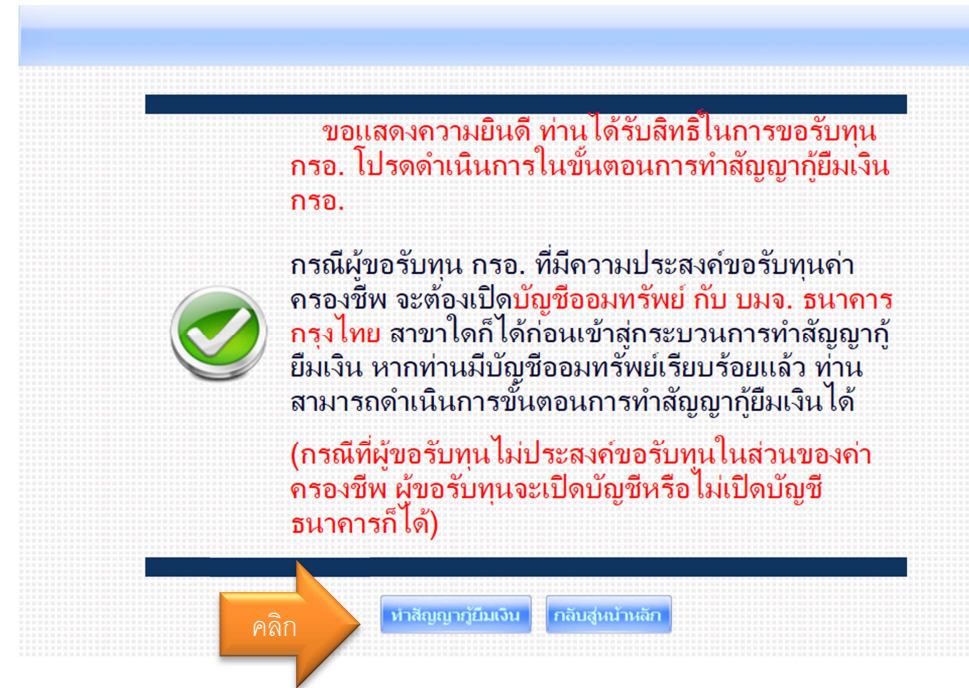 ขอแสดงความยินดี ท่านได้รับสิทธิ์ในการขอรับทุน
กรอ. โปรดดำเนินการในขั้นตอนการทำสัญญากู้ยืมเงิน
กรอ.
กรณีผู้ขอรับทุน กรอ. ที่มีความประสงค์ขอรับทุนค่า
ครองชีพ จะต้องเปิดบัญชีออมทรัพย์ กับ บมจ. ธนาคาร
กรุงไทย สาขาใดก็ได้ก่อนเข้าสู่กระบวนการทำสัญญากู้
ยืมเงิน หากท่านมีบัญชีออมทรัพย์เรียบร้อยแล้ว ท่าน
สามารถดำเนินการขั้นตอนการทำสัญญากู้ยืมเงินได้
(กรณีที่ผู้ขอรับทุนไม่ประสงค์ขอรับทุนในส่วนของค่า
ครองชีพ ผู้ขอรับทุนจะเปิดบัญชีหรือไม่เปิดบัญชี
ธนาคารก็ได้)
คลิก
ทำสัญญากู้ยืมเงิน
กลับสู่หน้าหลัก